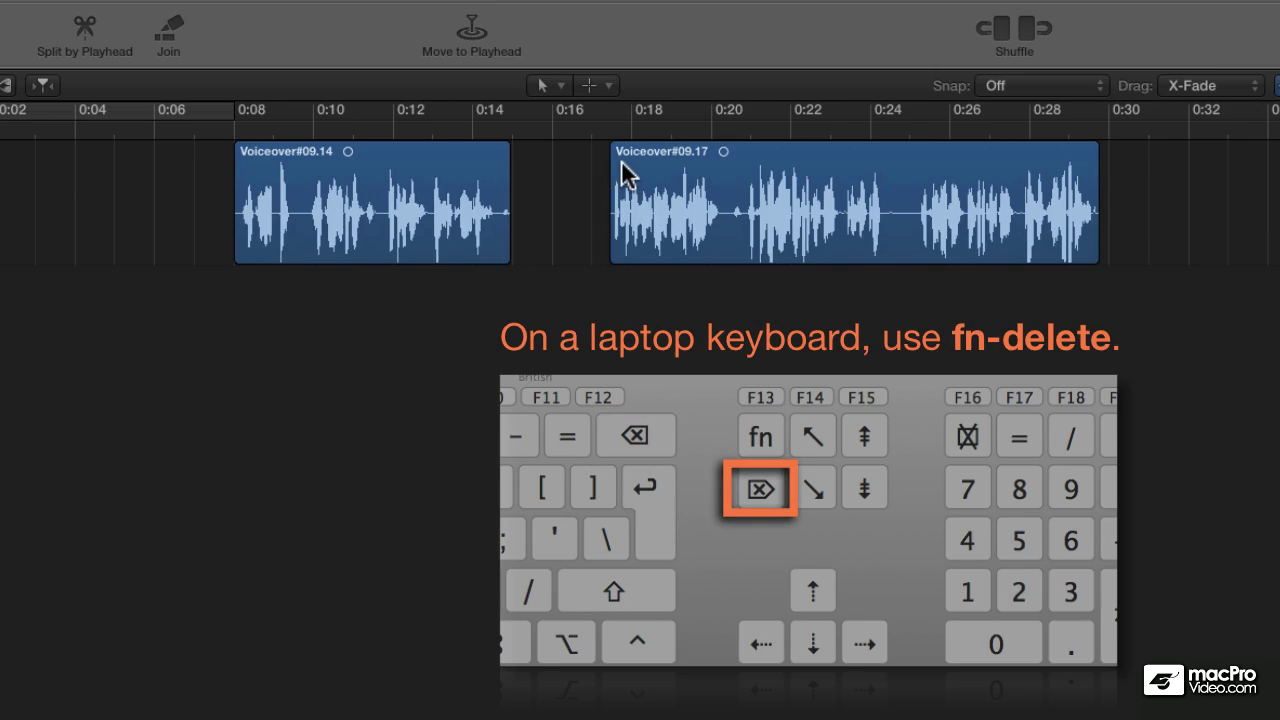 Split by Playhead
Join
Move to Playhead
Shuffle
Snap: Off
Drag: X-Fade
0:02 0:04 0:06 0:08 0:10 0:12 0:14 0:16 0:18 0:20 0:22 0:24 0:26 0:28 0:30 0:32
Voiceover#09.14
Voiceover#09.17
On a laptop keyboard, use fn-delete.
British
F11 F12 F13 F14 F15 F16 F17 F18 F
- = fn = /
[ ] 7 8 9
; ' \ 4 5 6
/ 1 2 3
0 .
macPro
Video.com